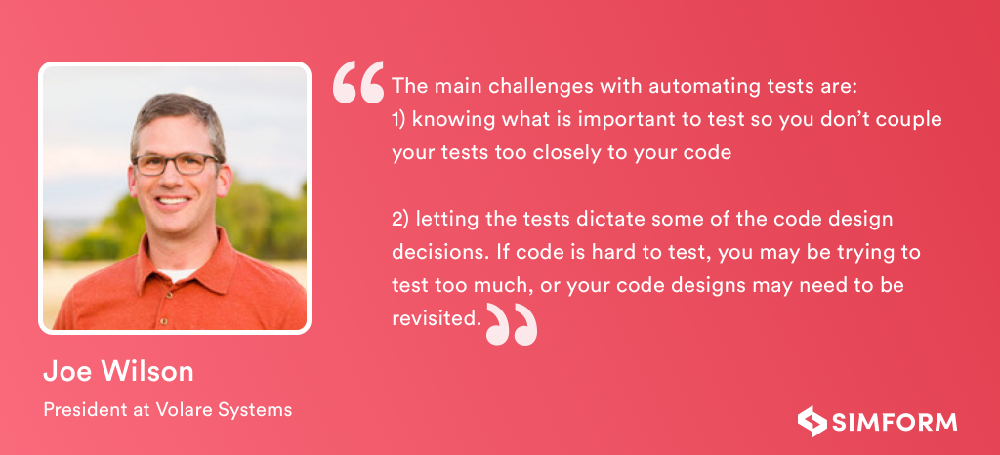 The main challenges with automating tests are:
1) knowing what is important to test so you don’t couple
your tests too closely to your code
2) letting the tests dictate some of the code design
decisions. If code is hard to test, you may be trying to
test too much, or your code designs may need to be
revisited.
Joe Wilson
President at Volare Systems
SIMFORM